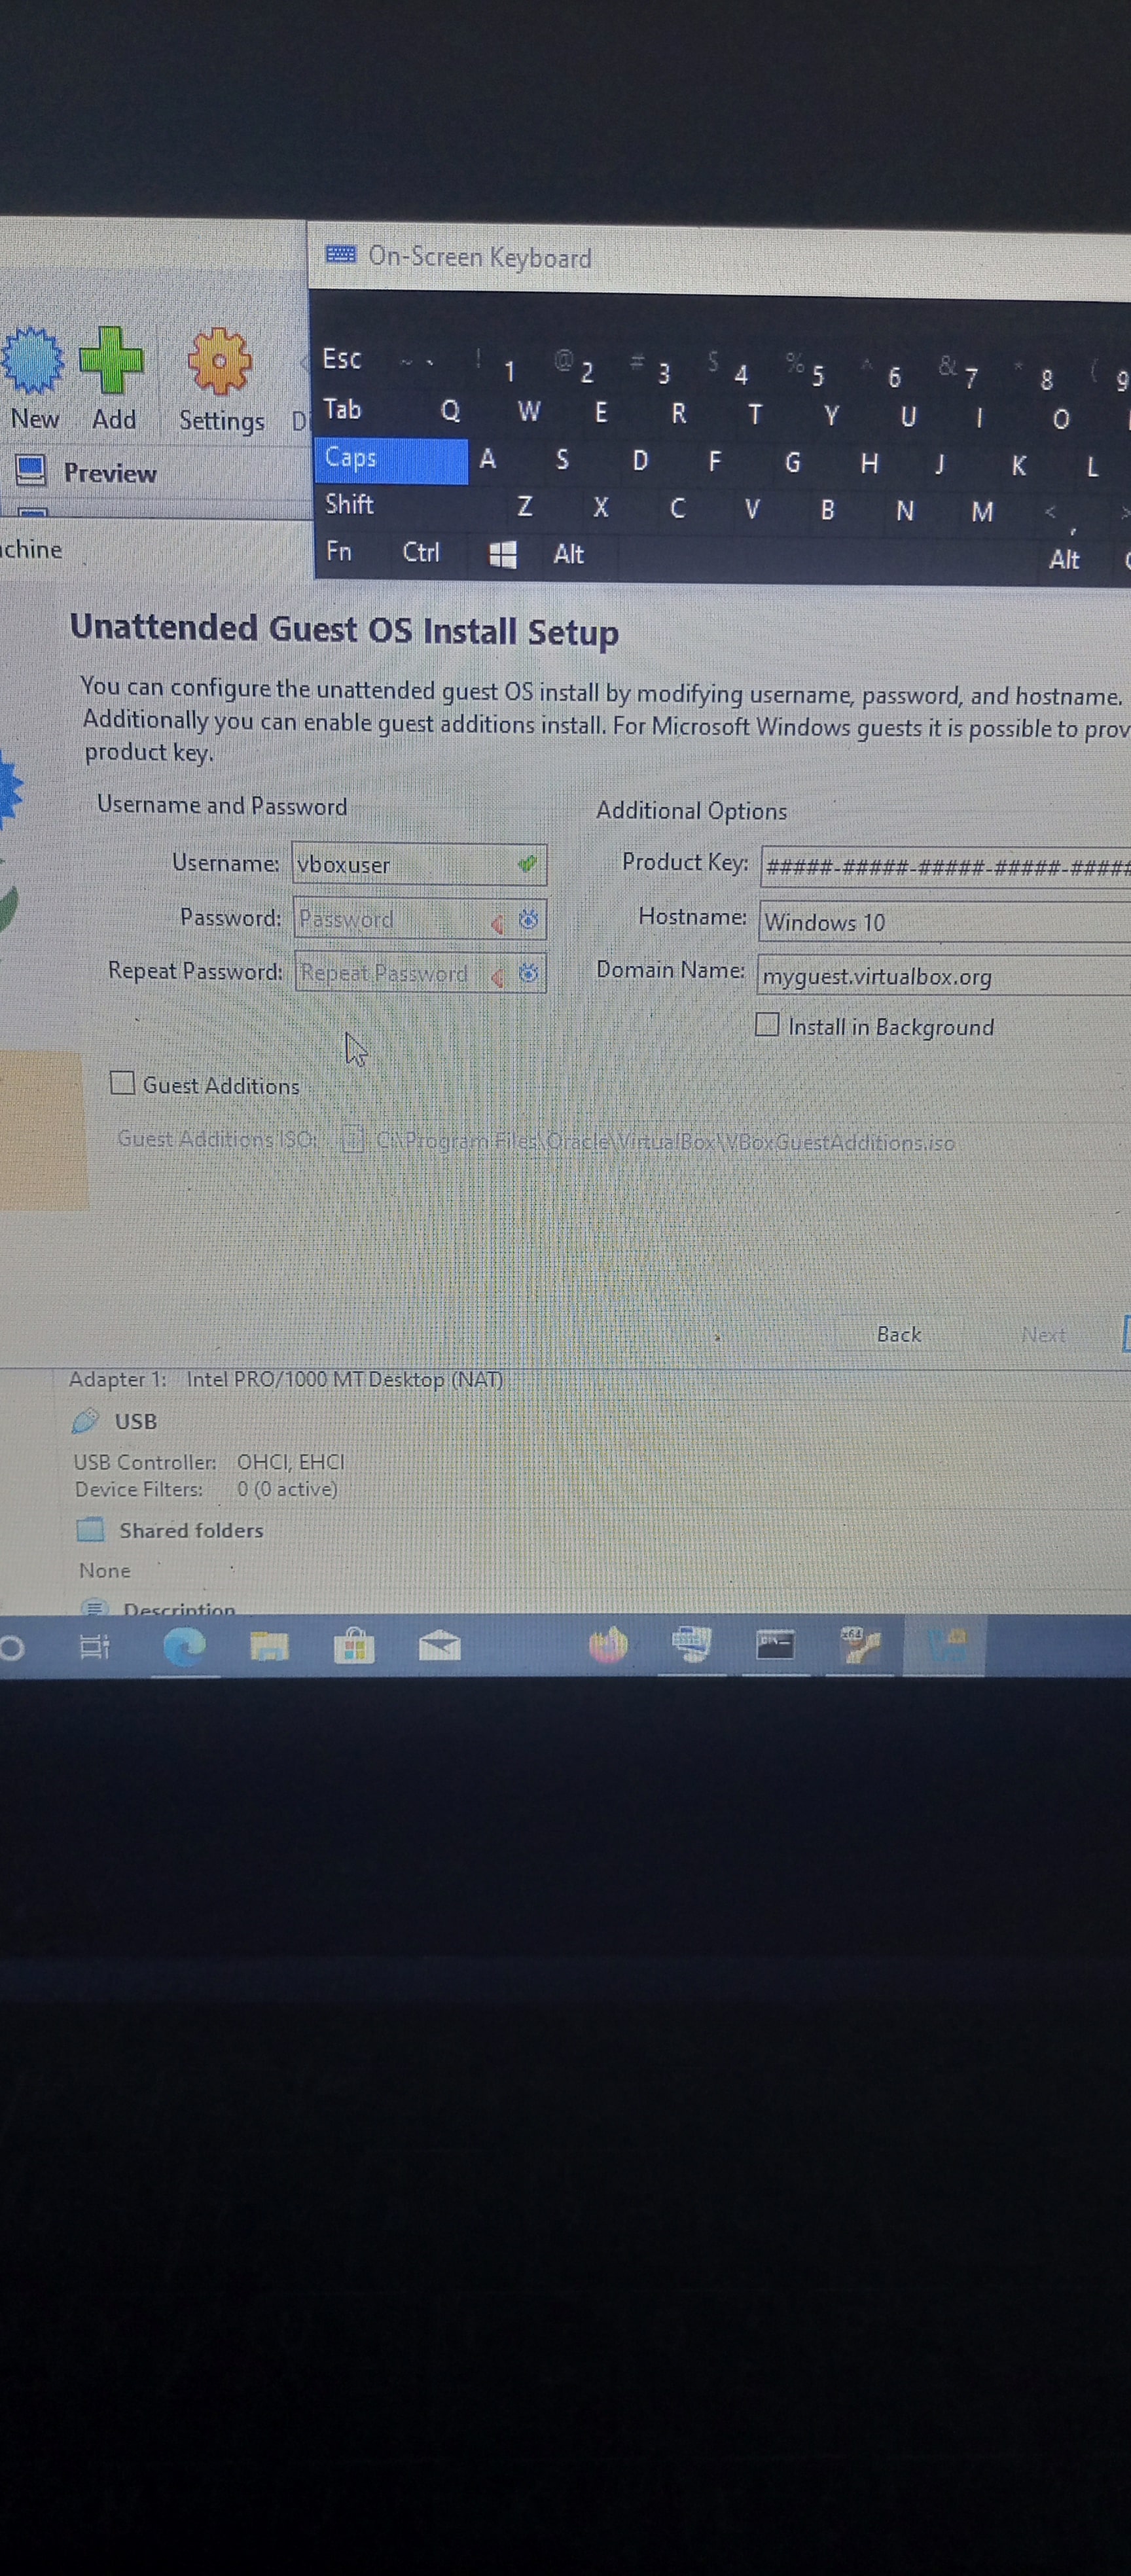 On-Screen Keyboard
Esc ~ ` ! 1 @ 2 # 3 $ 4 % 5 ^ 6 & 7 * 8 ( 9
Tab Q W E R T Y U I O
Caps A S D F G H J K L
Shift Z X C V B N M < , >
Fn Ctrl Alt Alt
New Add Settings D
Preview
achine
Unattended Guest OS Install Setup
You can configure the unattended guest OS install by modifying username, password, and hostname.
Additionally you can enable guest additions install. For Microsoft Windows guests it is possible to prov
product key.
Username and Password
Username: vboxuser
Password: Password
Repeat Password: Repeat Password
Additional Options
Product Key: #####-#####-#####-#####-#####
Hostname: Windows 10
Domain Name: myguest.virtualbox.org
Install in Background
Guest Additions
Guest Additions ISO: C:\Program Files\Oracle\VirtualBox\VBoxGuestAdditions.iso
Back Next
Adapter 1: Intel PRO/1000 MT Desktop (NAT)
USB
USB Controller: OHCI, EHCI
Device Filters: 0 (0 active)
Shared folders
None
Description
x64